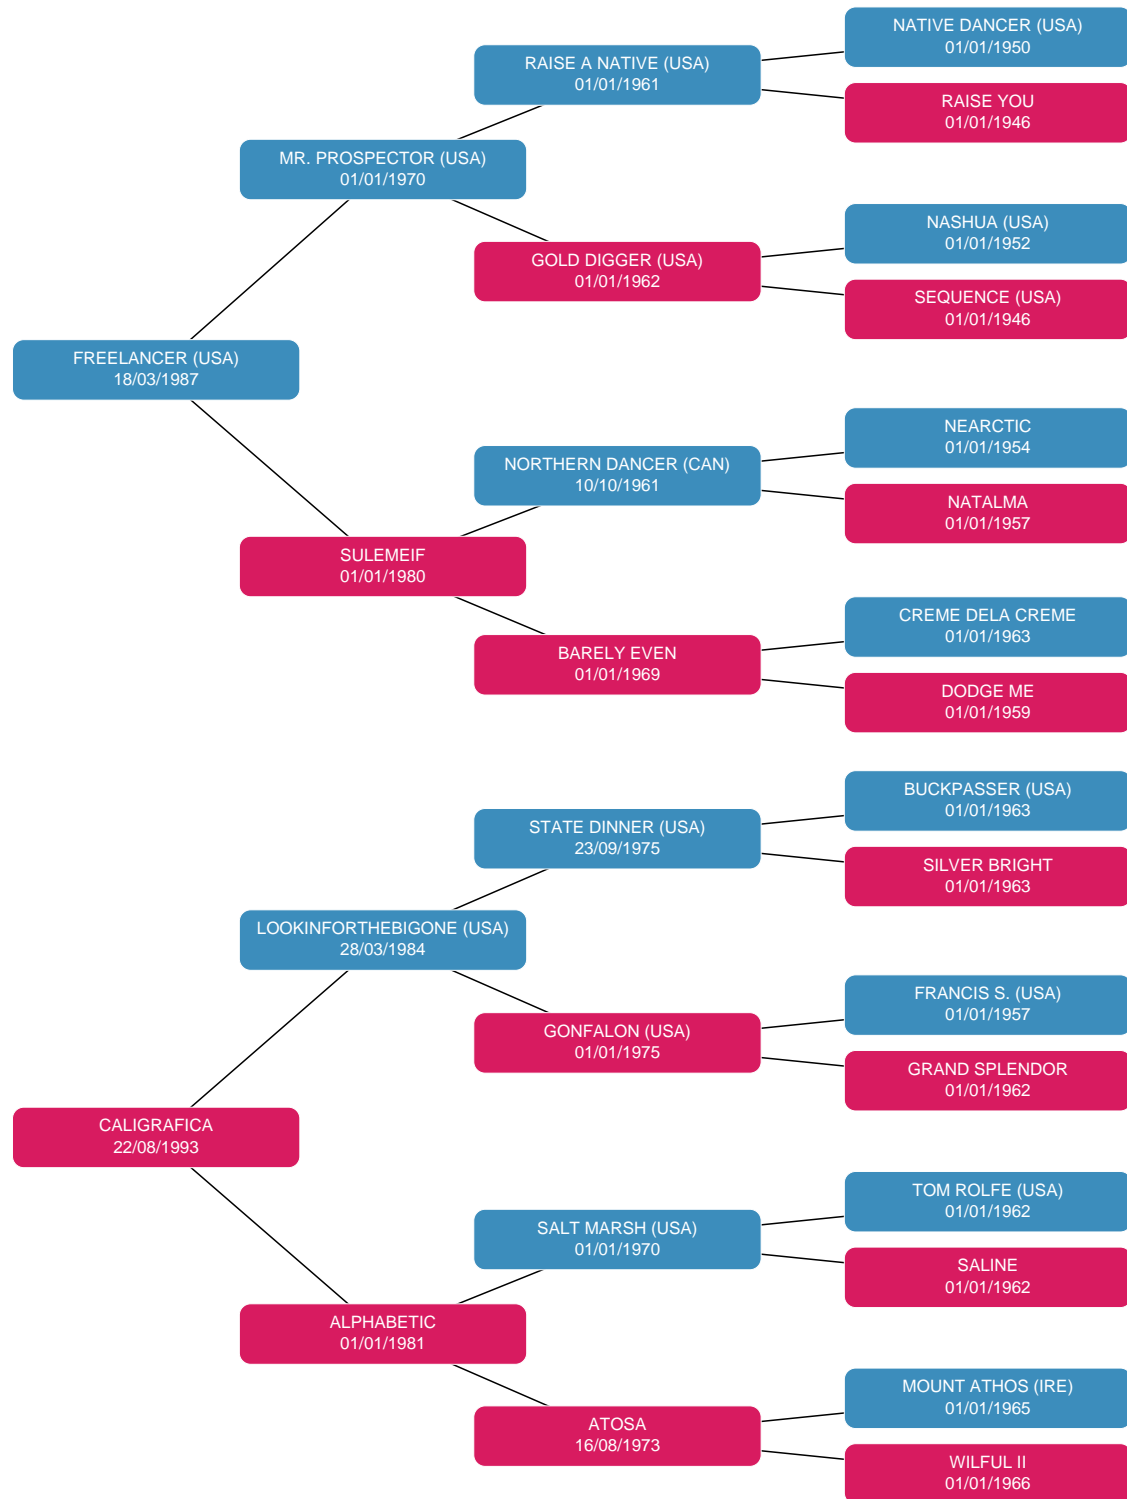 NATIVE DANCER (USA)
01/01/1950
RAISE A NATIVE (USA)
01/01/1961
RAISE YOU
01/01/1946
MR. PROSPECTOR (USA)
01/01/1970
NASHUA (USA)
01/01/1952
GOLD DIGGER (USA)
01/01/1962
SEQUENCE (USA)
01/01/1946
FREELANCER (USA)
18/03/1987
NEARCTIC
01/01/1954
NORTHERN DANCER (CAN)
10/10/1961
NATALMA
01/01/1957
SULEMEIF
01/01/1980
CREME DELA CREME
01/01/1963
BARELY EVEN
01/01/1969
DODGE ME
01/01/1959
BUCKPASSER (USA)
01/01/1963
STATE DINNER (USA)
23/09/1975
SILVER BRIGHT
01/01/1963
LOOKINFORTHEBIGONE (USA)
28/03/1984
FRANCIS S. (USA)
01/01/1957
GONFALON (USA)
01/01/1975
GRAND SPLENDOR
01/01/1962
CALIGRAFICA
22/08/1993
TOM ROLFE (USA)
01/01/1962
SALT MARSH (USA)
01/01/1970
SALINE
01/01/1962
ALPHABETIC
01/01/1981
MOUNT ATHOS (IRE)
01/01/1965
ATOSA
16/08/1973
WILFUL II
01/01/1966